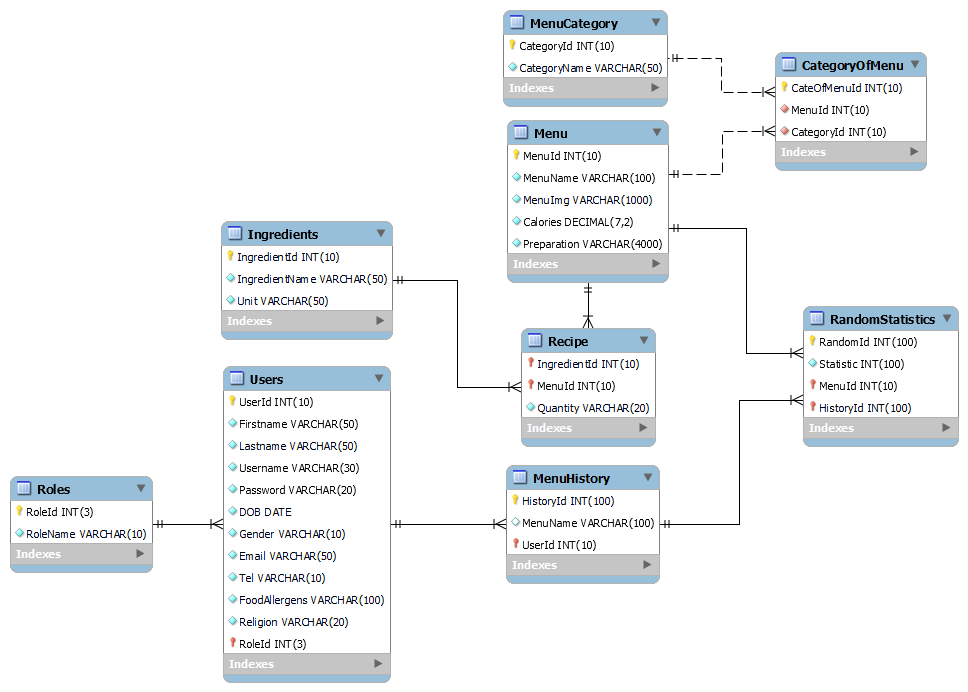 MenuCategory
CategoryId INT(10)
CategoryName VARCHAR(50)
Indexes
CategoryOfMenu
CateOfMenuId INT(10)
MenuId INT(10)
CategoryId INT(10)
Indexes
Menu
MenuId INT(10)
MenuName VARCHAR(100)
MenuImg VARCHAR(1000)
Calories DECIMAL(7,2)
Preparation VARCHAR(4000)
Indexes
Ingredients
IngredientId INT(10)
IngredientName VARCHAR(50)
Unit VARCHAR(50)
Indexes
RandomStatistics
RandomId INT(100)
Statistic INT(100)
MenuId INT(10)
HistoryId INT(100)
Indexes
Recipe
IngredientId INT(10)
MenuId INT(10)
Quantity VARCHAR(20)
Indexes
Users
UserId INT(10)
Firstname VARCHAR(50)
Lastname VARCHAR(50)
Username VARCHAR(30)
Password VARCHAR(20)
DOB DATE
Gender VARCHAR(10)
Email VARCHAR(50)
Tel VARCHAR(10)
FoodAllergens VARCHAR(100)
Religion VARCHAR(20)
RoleId INT(3)
Indexes
MenuHistory
HistoryId INT(100)
MenuName VARCHAR(100)
UserId INT(10)
Indexes
Roles
RoleId INT(3)
RoleName VARCHAR(10)
Indexes